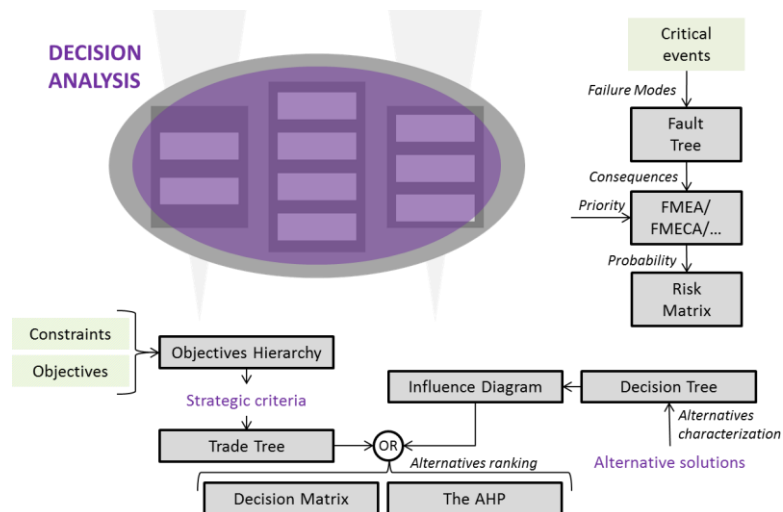 DECISION
ANALYSIS
Critical
events
Failure Modes
Fault
Tree
Consequences
Priority
FMEA/
FMECA/...
Probability
Risk
Matrix
Constraints
Objectives
Objectives Hierarchy
Strategic criteria
Trade Tree
OR
Influence Diagram
Decision Tree
Alternatives
characterization
Alternative solutions
Alternatives ranking
Decision Matrix
The AHP